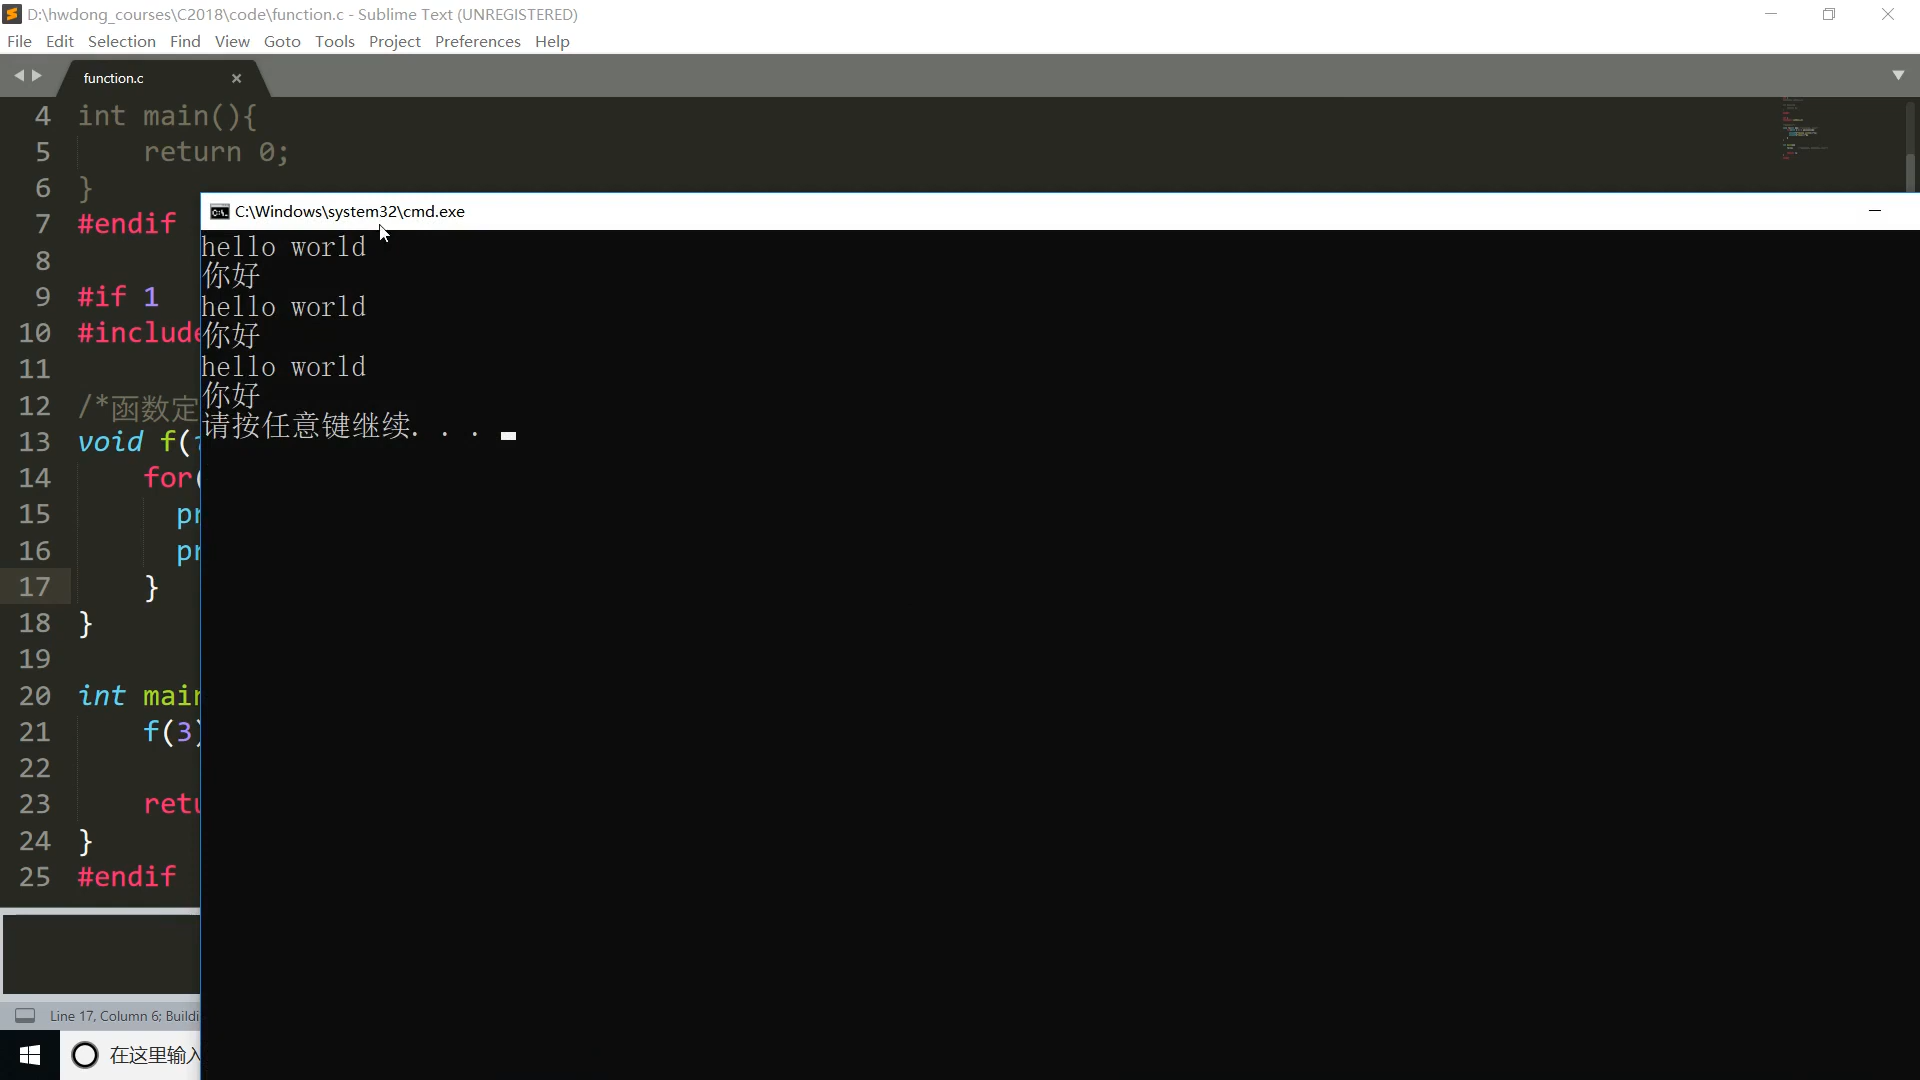 D:\hwdong_courses\C2018\code\function.c - Sublime Text (UNREGISTERED)
File Edit Selection Find View Goto Tools Project Preferences Help
function.c
4 int main(){
5 return 0;
6 }
7 #endif
8
9 #if 1
10 #include
11
12 /*函数定
13 void f(
14 for(
15 pr
16 pr
17 }
18 }
19
20 int main
21 f(3)
22
23 retu
24 }
25 #endif
C:\Windows\system32\cmd.exe
hello world
你好
hello world
你好
hello world
你好
请按任意键继续. . .
Line 17, Column 6; Buildi
在这里输入